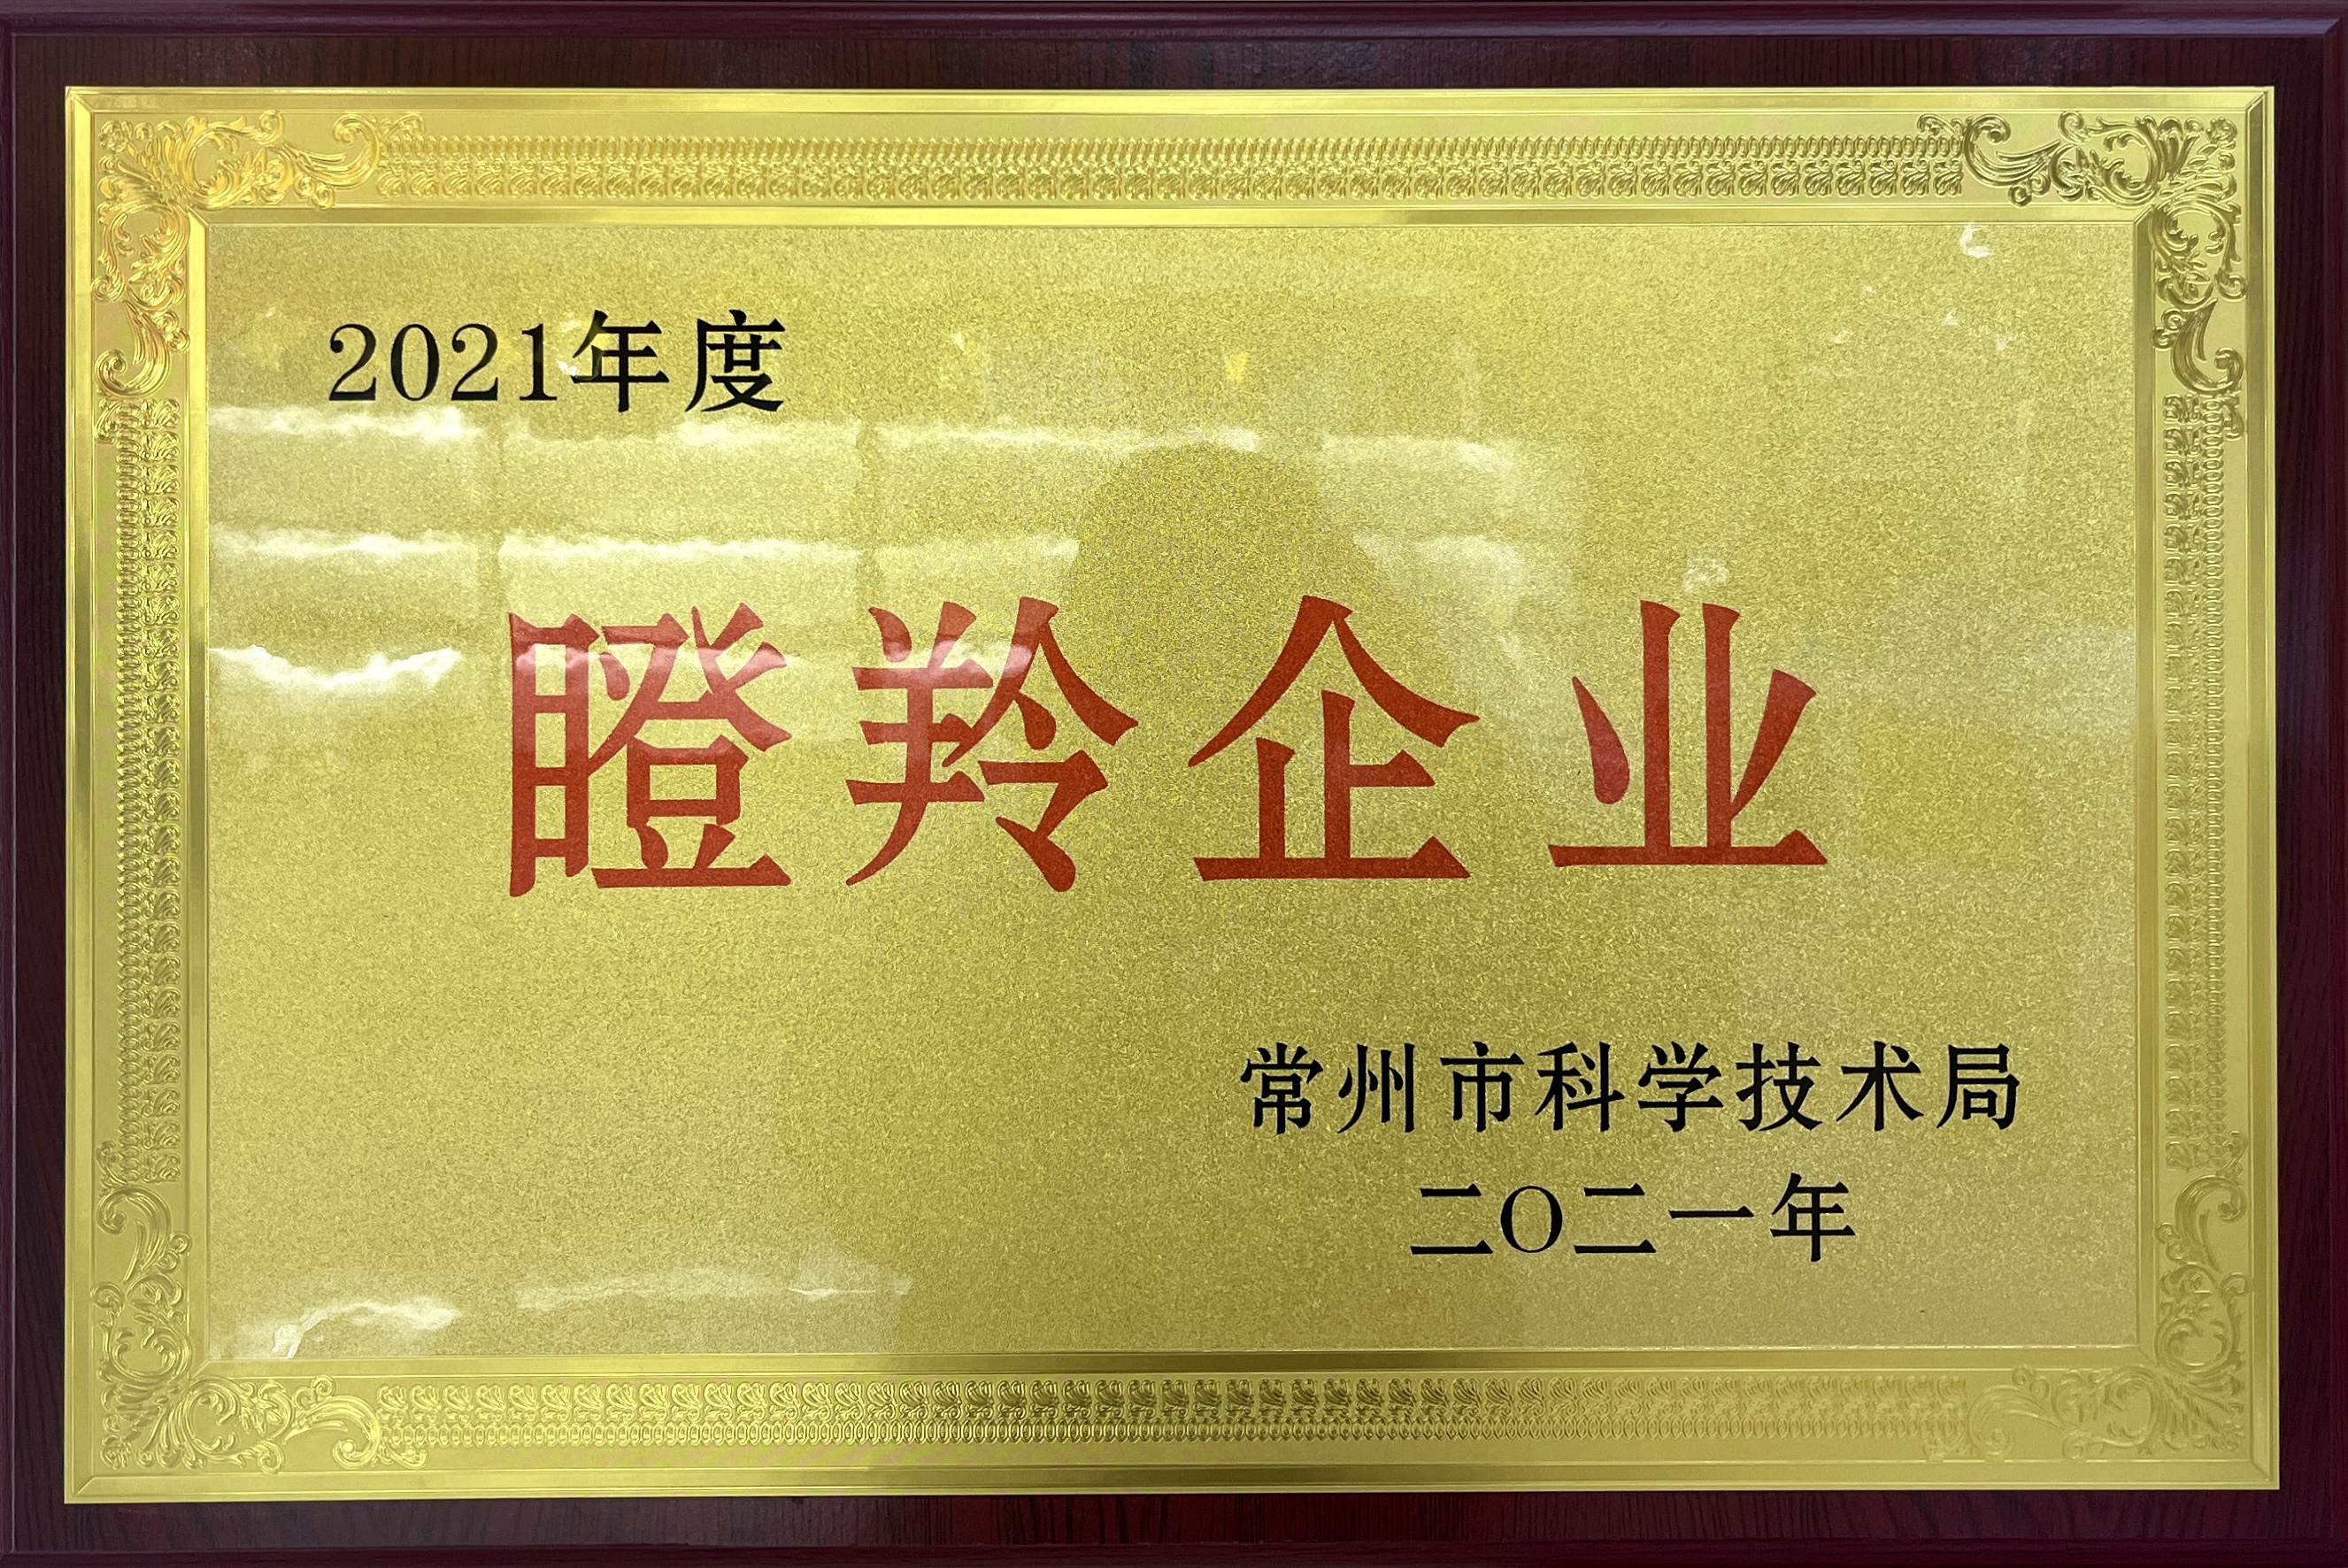 2021年度
瞪羚企业
常州市科学技术局
二〇二一年